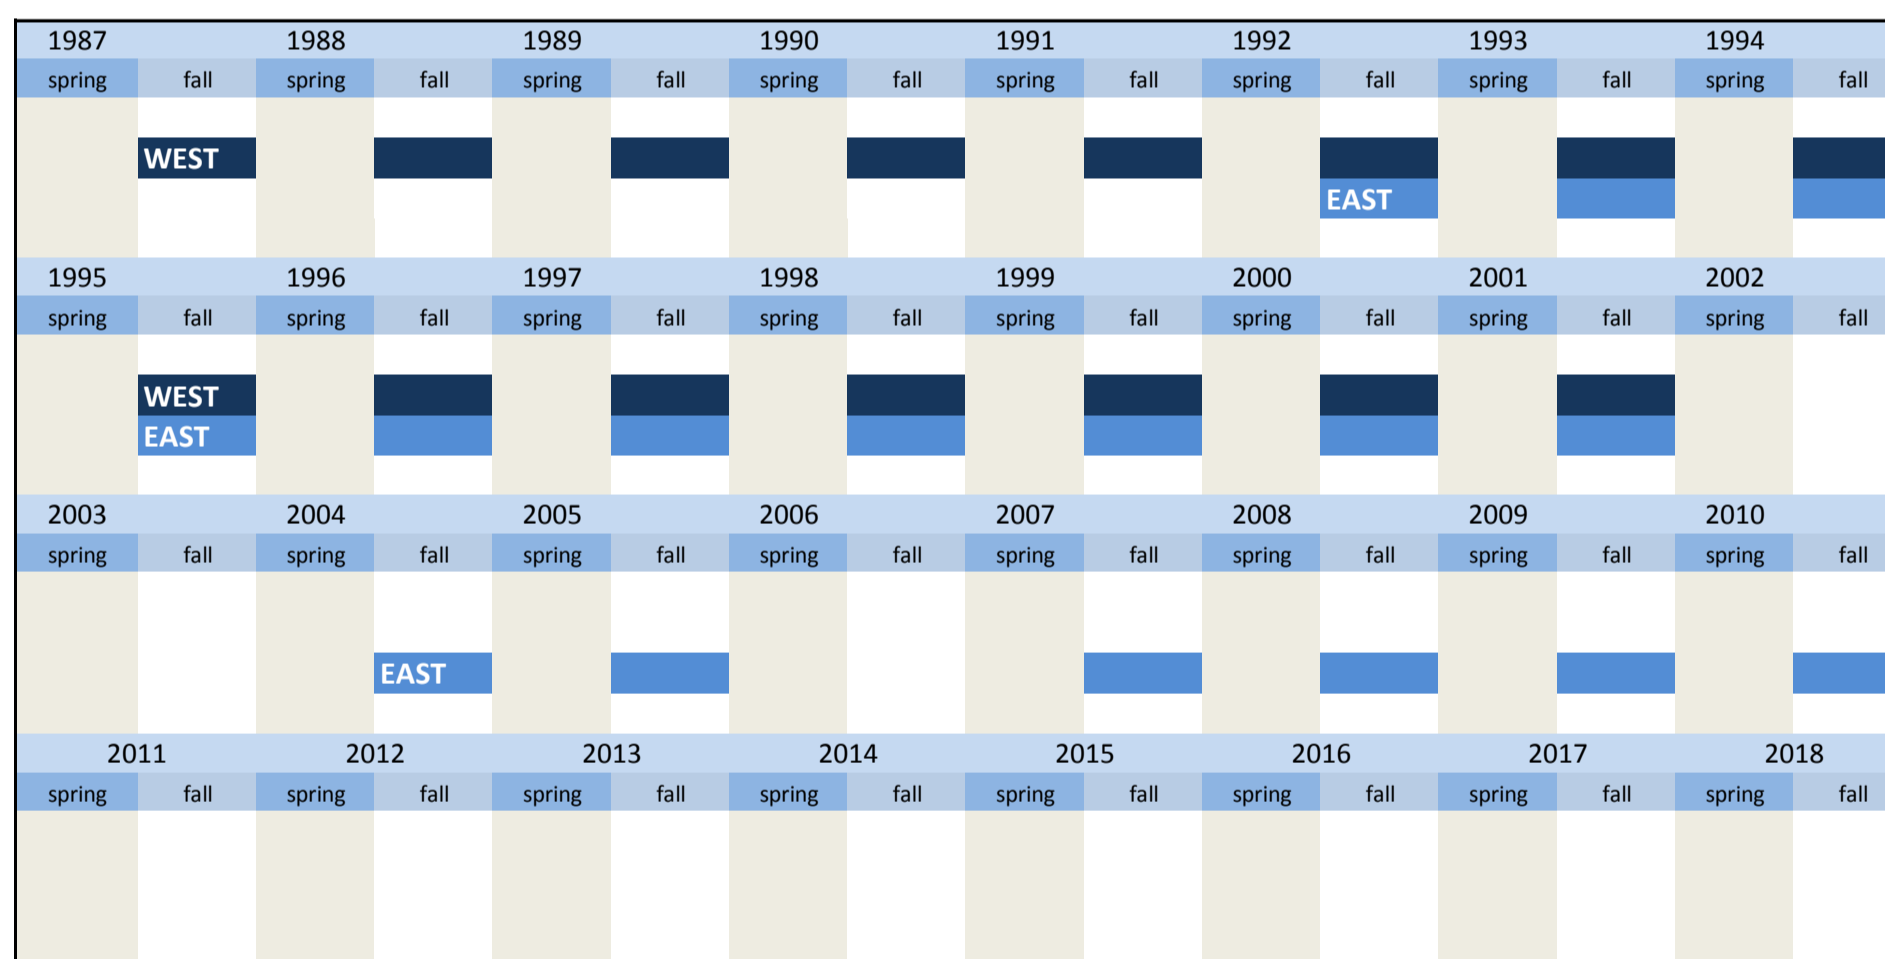 1987 1988 1989 1990 1991 1992 1993 1994
spring fall spring fall spring fall spring fall spring fall spring fall spring fall spring fall
WEST
EAST
1995 1996 1997 1998 1999 2000 2001 2002
spring fall spring fall spring fall spring fall spring fall spring fall spring fall spring fall
WEST
EAST
2003 2004 2005 2006 2007 2008 2009 2010
spring fall spring fall spring fall spring fall spring fall spring fall spring fall spring fall
EAST
2011 2012 2013 2014 2015 2016 2017 2018
spring fall spring fall spring fall spring fall spring fall spring fall spring fall spring fall